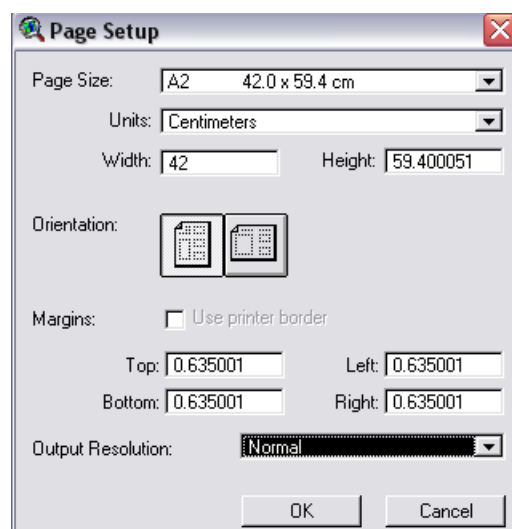 Page Setup
Page Size: A2 42.0 x 59.4 cm
Units: Centimeters
Width: 42 Height: 59.400051
Orientation:
Margins: Use printer border
Top: 0.635001 Left: 0.635001
Bottom: 0.635001 Right: 0.635001
Output Resolution: Normal
OK Cancel